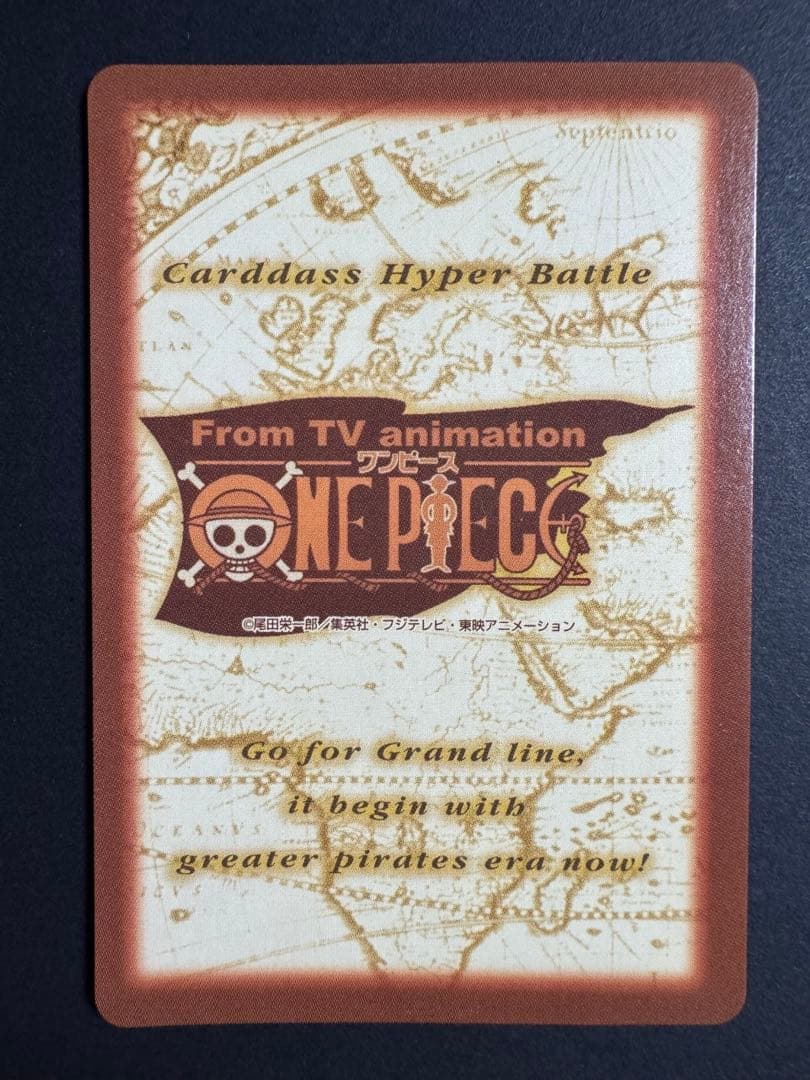 Septentrio
Carddass Hyper Battle
From TV animation
ワンピース
ONE PIECE
©尾田栄一郎／集英社・フジテレビ・東映アニメーション
Go for Grand line,
it begin with
greater pirates era now!